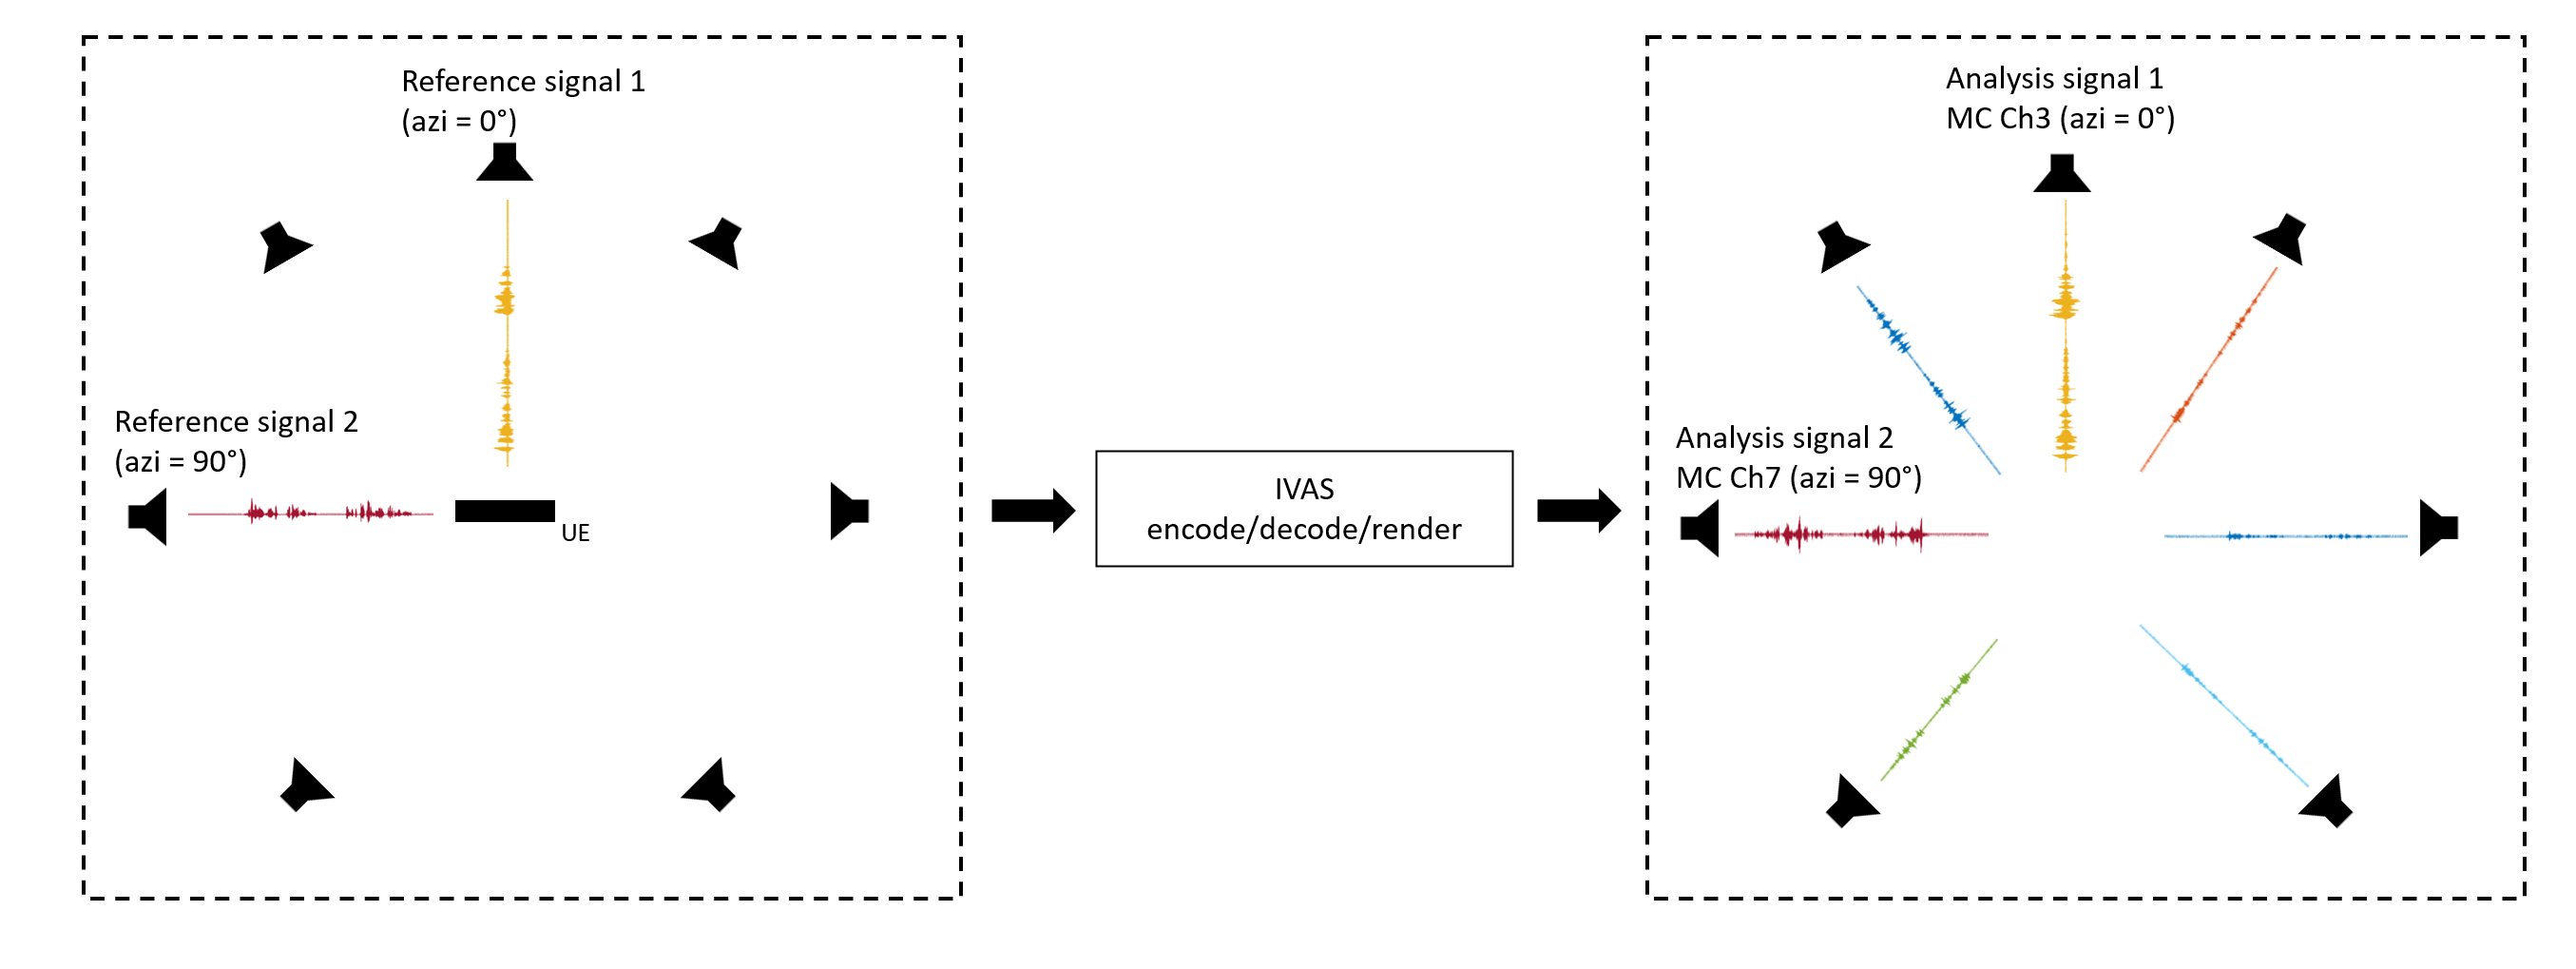 Reference signal 1
(azi = 0°)
Reference signal 2
(azi = 90°)
UE
IVAS
encode/decode/render
Analysis signal 1
MC Ch3 (azi = 0°)
Analysis signal 2
MC Ch7 (azi = 90°)